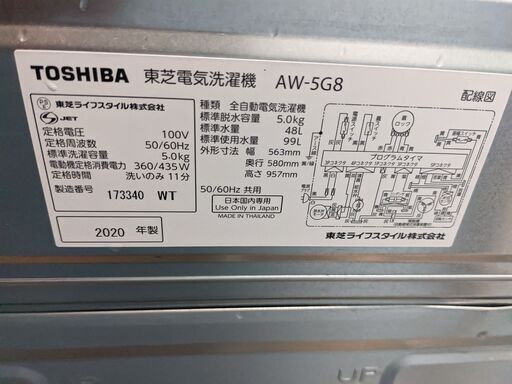 TOSHIBA 東芝電気洗濯機 AW-5G8
配線図
東芝ライフスタイル株式会社
JET
定格電圧 100V
定格周波数 50/60Hz
標準洗濯容量 5.0kg
電動機定格消費電力 360/435W
定格時間 洗いのみ 11分
製造番号 173340 WT
2020 年製
種類 全自動電気洗濯機
標準脱水容量 5.0kg
標準水量 48L
標準使用水量 99L
外形寸法 幅 563mm
奥行 580mm
高さ 957mm
50/60Hz 共用
日本国内専用
Use Only in Japan
MADE IN THAILAND
プログラムタイマ
東芝ライフスタイル株式会社
UP